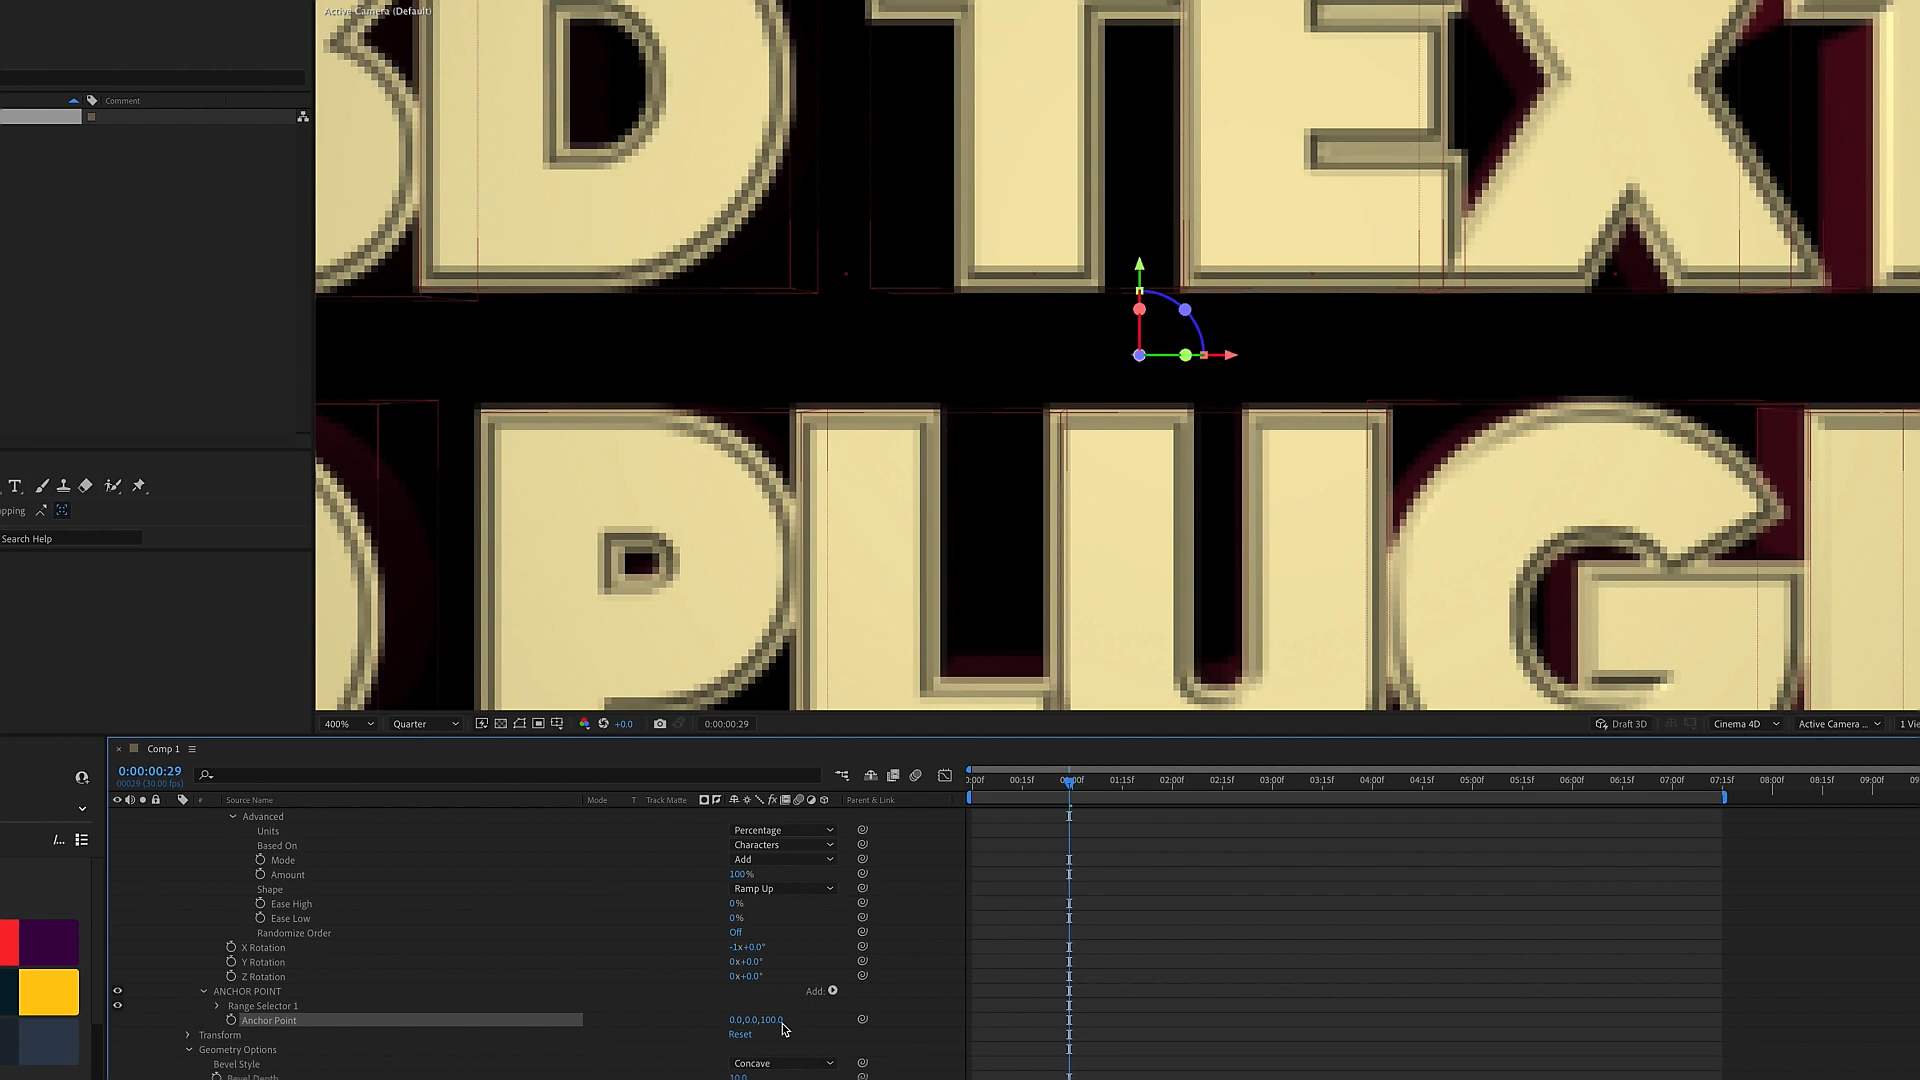 Active Camera (Default)
3D TEXT
PLUGI
Comment
T
pping
Search Help
400%
Quarter
+0.0
0:00:00:29
Draft 3D
Cinema 4D
Active Camera ...
1 Vie
Comp 1
0:00:00:29
00029 (30.00 fps)
:00f 00:15f 00f 01:15f 02:00f 02:15f 03:00f 03:15f 04:00f 04:15f 05:00f 05:15f 06:00f 06:15f 07:00f 07:15f 08:00f 08:15f 09:00f 09
# Source Name Mode T Track Matte fx Parent & Link
Advanced
Units Percentage
Based On Characters
Mode Add
Amount 100%
Shape Ramp Up
Ease High 0%
Ease Low 0%
Randomize Order Off
X Rotation -1x+0.0°
Y Rotation 0x+0.0°
Z Rotation 0x+0.0°
ANCHOR POINT Add:
Range Selector 1
Anchor Point 0.0,0.0,100.0
Transform Reset
Geometry Options
Bevel Style Concave
Bevel Depth 10.0
/...